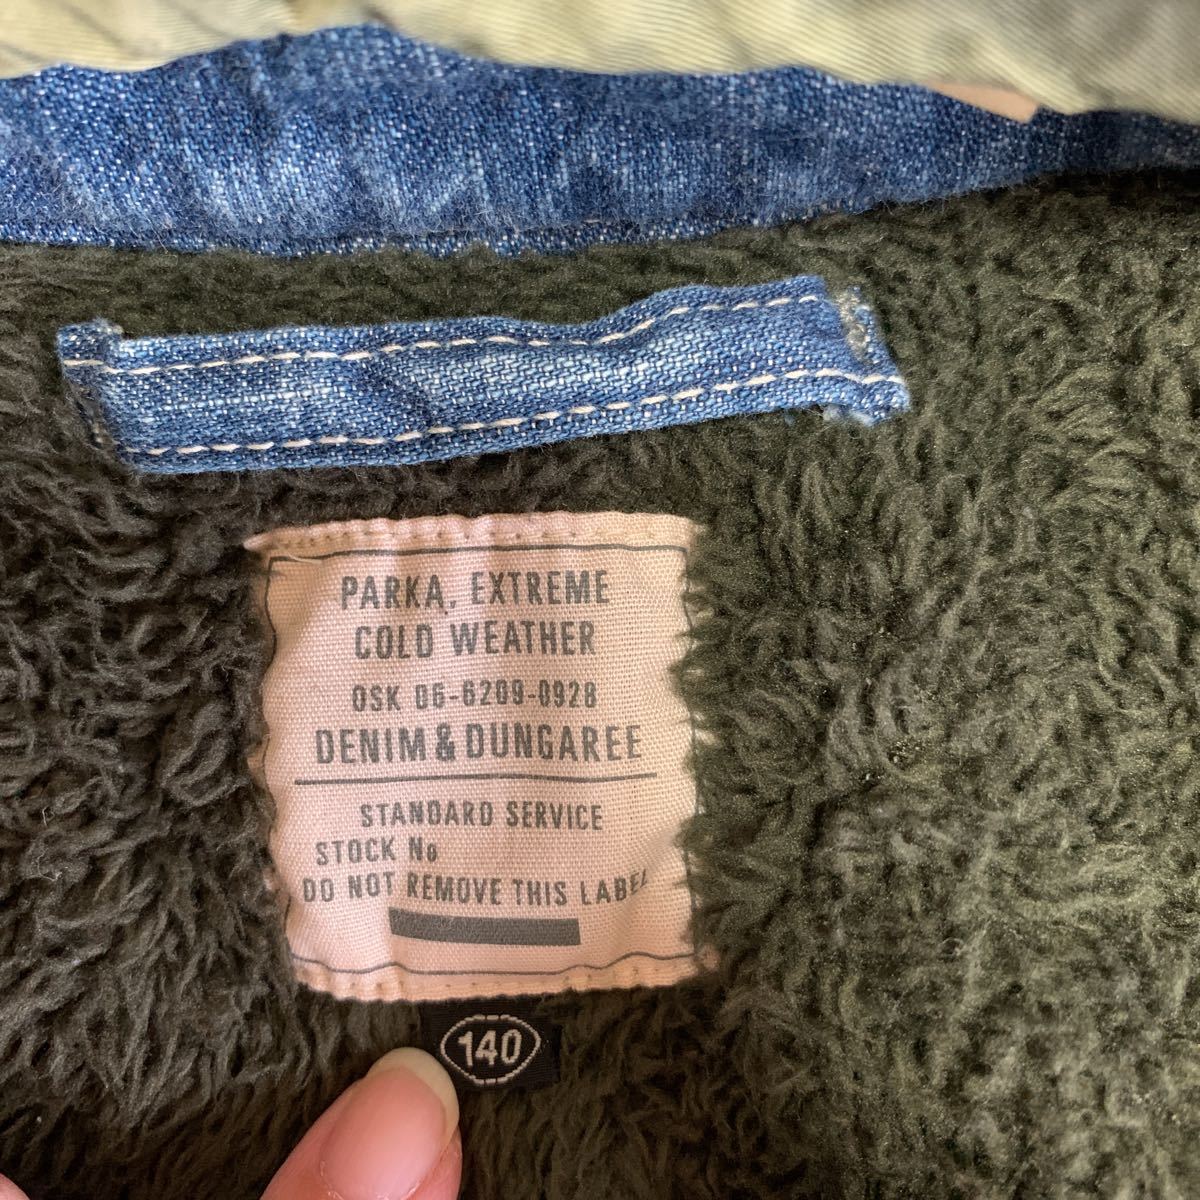 PARKA, EXTREME
COLD WEATHER
OSK 06-6209-0928
DENIM & DUNGAREE
STANDARD SERVICE
STOCK No
DO NOT REMOVE THIS LABEL
140